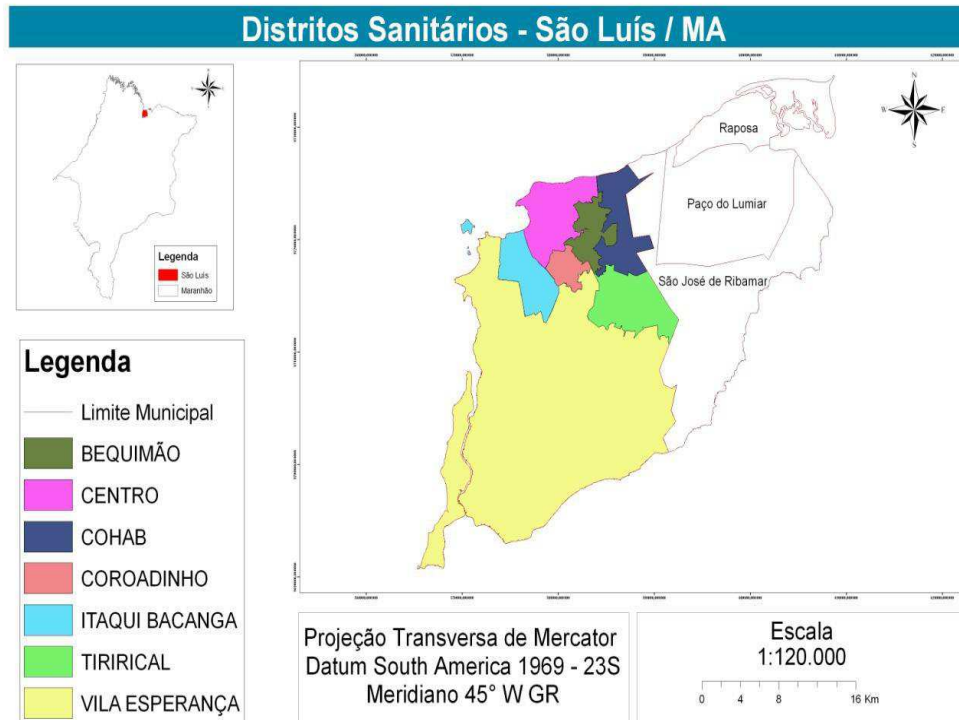 Distritos Sanitários - São Luís / MA
Legenda
São Luís
Maranhão
N
W
E
S
Raposa
Paço do Lumiar
São José de Ribamar
Legenda
Limite Municipal
BEQUIMÃO
CENTRO
COHAB
COROADINHO
ITAQUI BACANGA
TIRIRICAL
VILA ESPERANÇA
Projeção Transversa de Mercator
Datum South America 1969 - 23S
Meridiano 45° W GR
Escala
1:120.000
0 4 8 16 Km